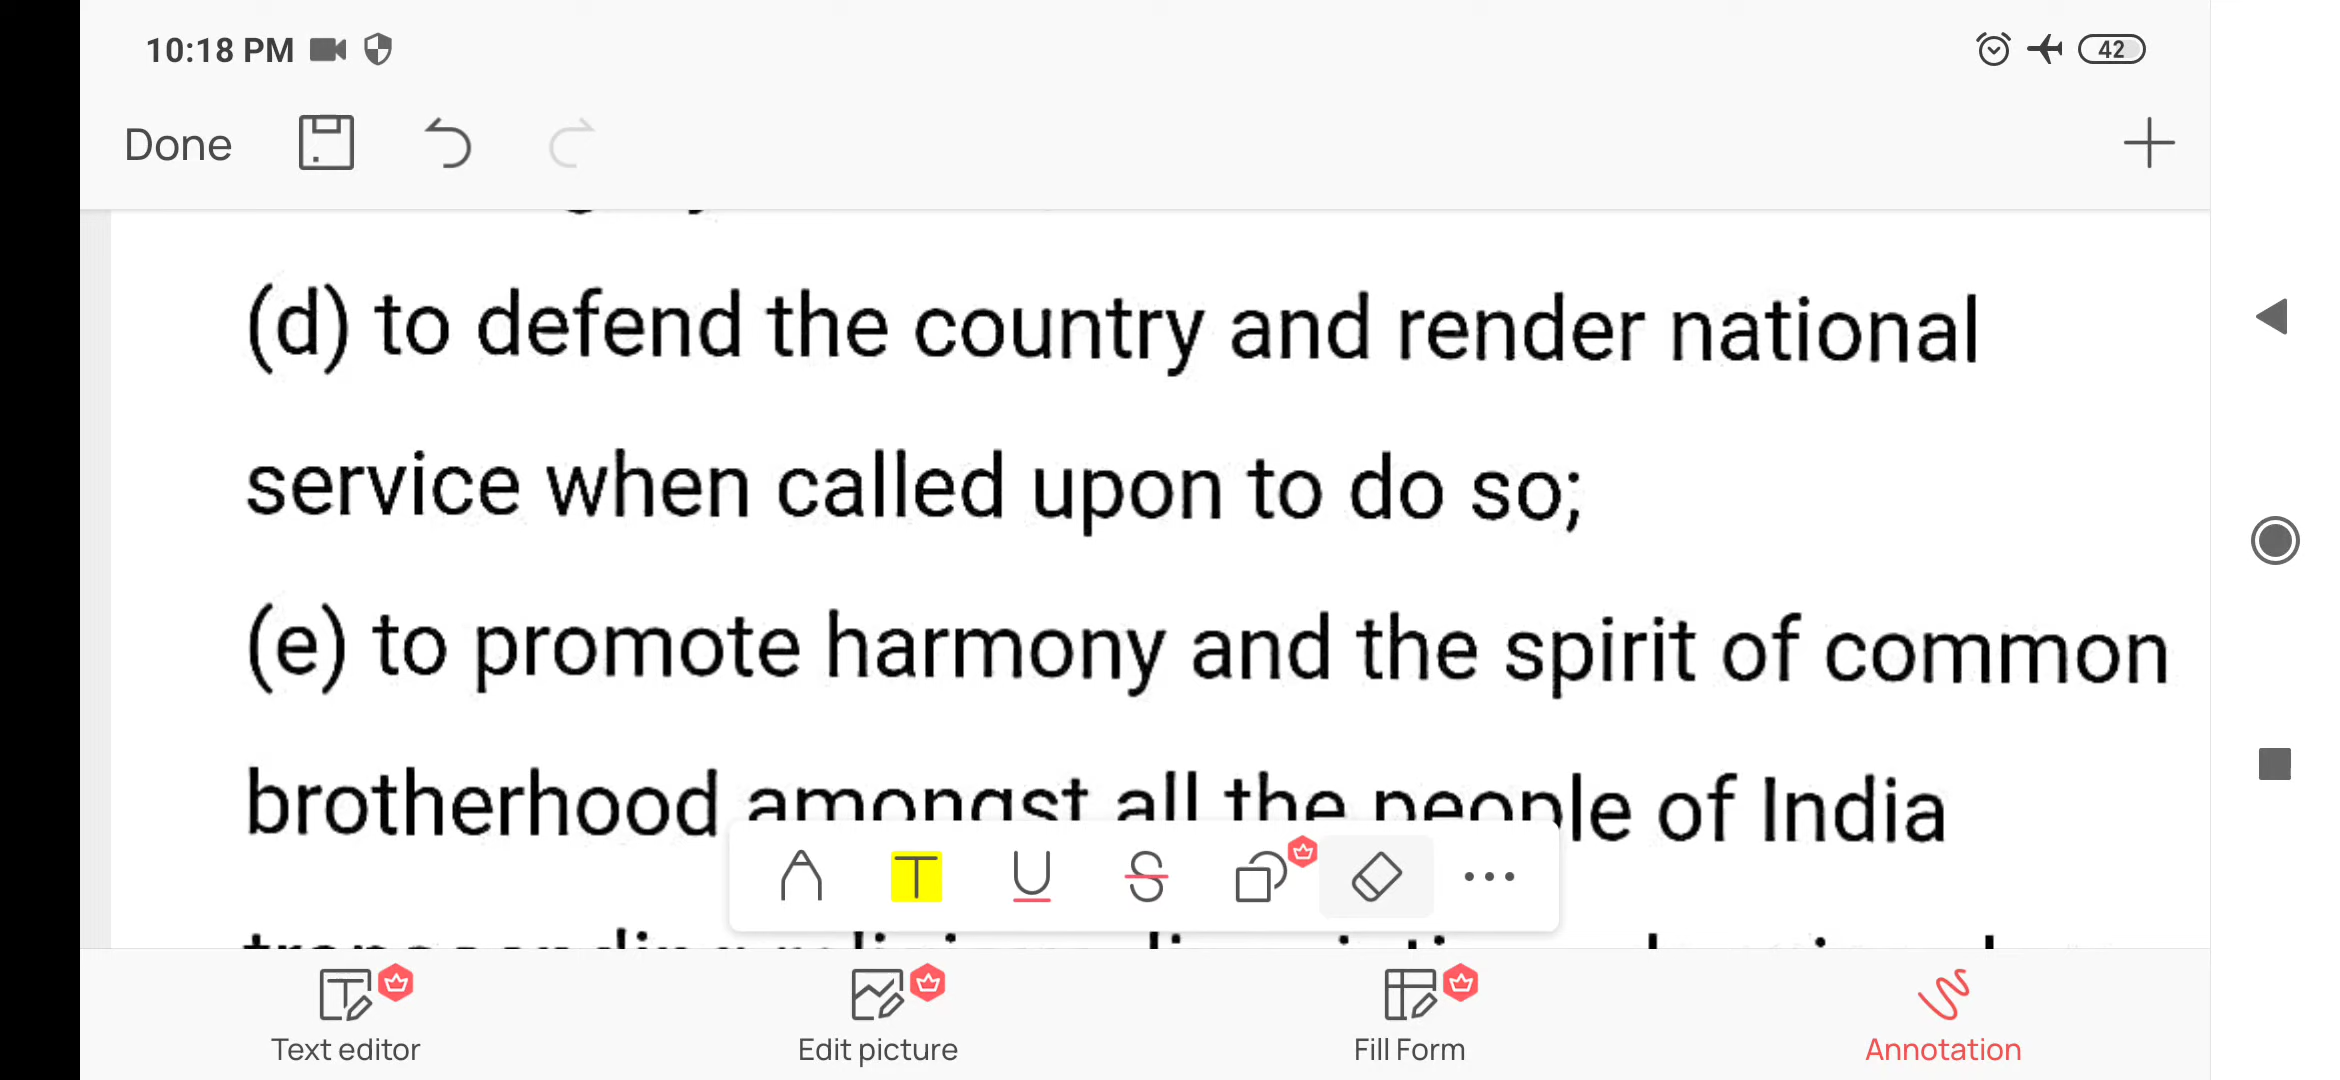 10:18 PM
42
Done
(d) to defend the country and render national
service when called upon to do so;
(e) to promote harmony and the spirit of common
brotherhood amongst all the people of India
T U S
Text editor
Edit picture
Fill Form
Annotation